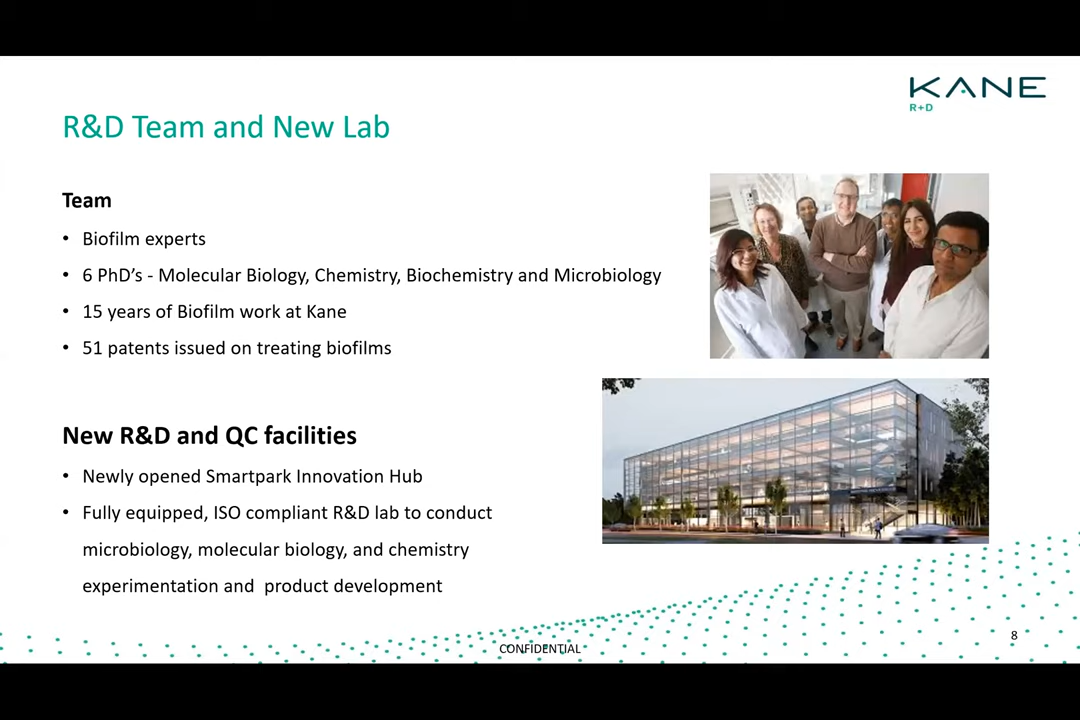 KANE
R+D
R&D Team and New Lab
Team
• Biofilm experts
• 6 PhD’s - Molecular Biology, Chemistry, Biochemistry and Microbiology
• 15 years of Biofilm work at Kane
• 51 patents issued on treating biofilms
New R&D and QC facilities
• Newly opened Smartpark Innovation Hub
• Fully equipped, ISO compliant R&D lab to conduct
microbiology, molecular biology, and chemistry
experimentation and  product development
8
CONFIDENTIAL